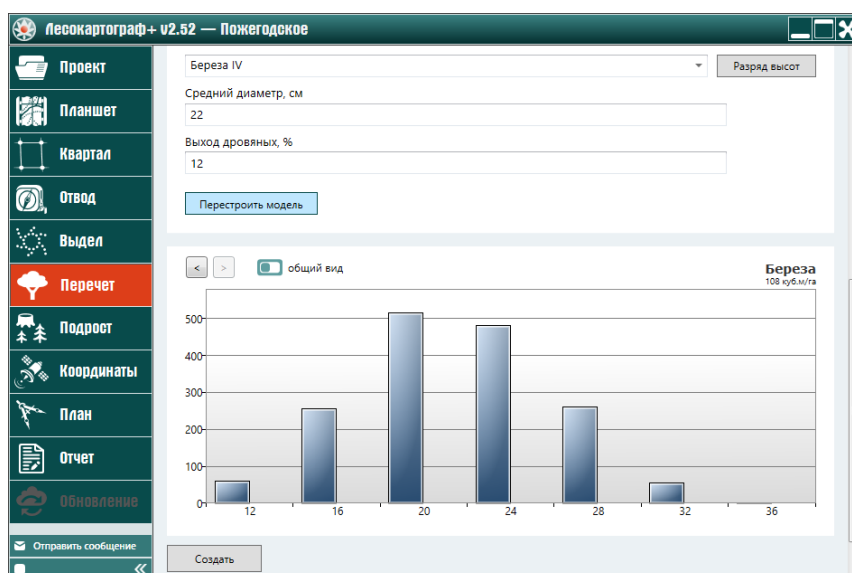 Лесокартограф+ v2.52 — Пожегодское
Проект
Планшет
Квартал
Отвод
Выдел
Перечет
Подрост
Координаты
План
Отчет
Обновление
Отправить сообщение
Береза IV
Разряд высот
Средний диаметр, см
22
Выход дровяных, %
12
Перестроить модель
< >
общий вид
Береза
108 куб.м/га
500
400
300
200
100
0
12 16 20 24 28 32 36
Создать